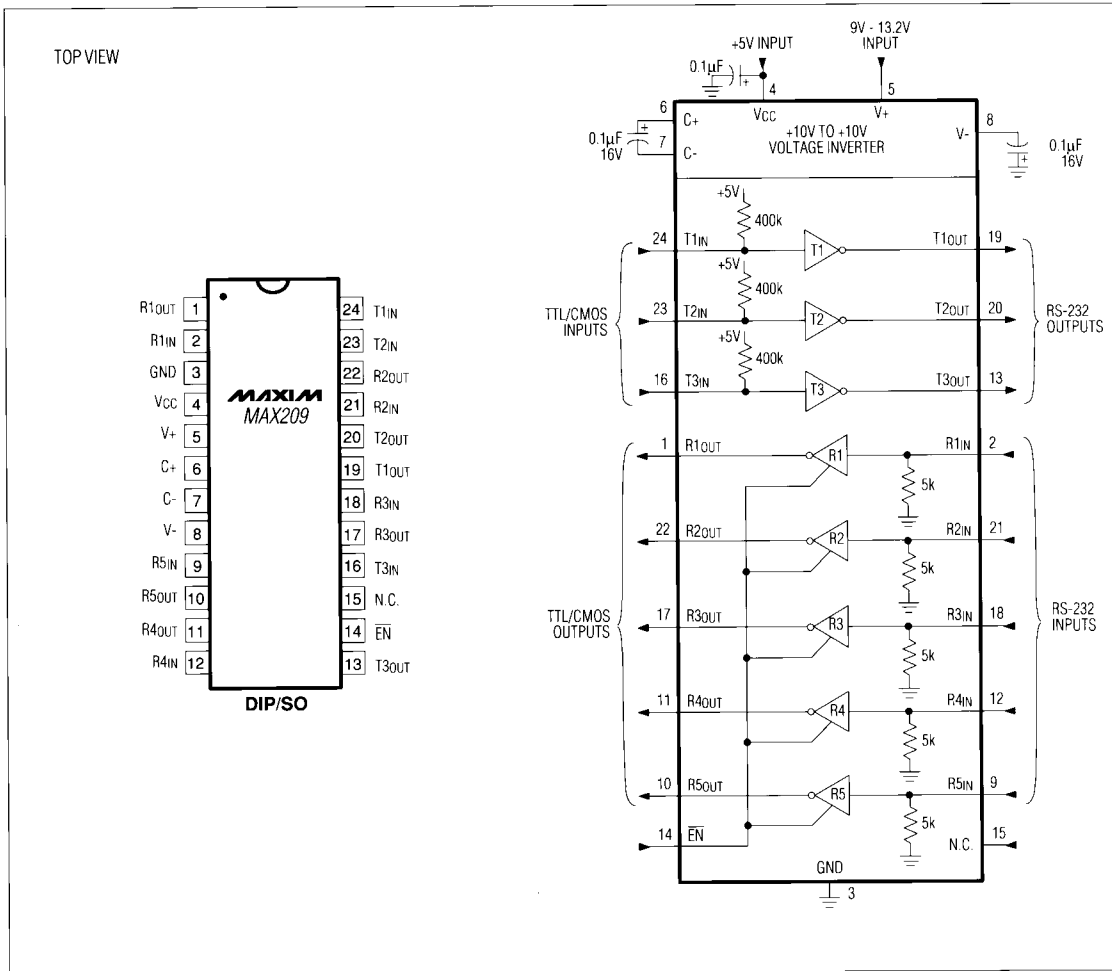 TOP VIEW
R1OUT 1
R1IN 2
GND 3
VCC 4
V+ 5
C+ 6
C- 7
V- 8
R5IN 9
R5OUT 10
R4OUT 11
R4IN 12
MAXIM
MAX209
24 T1IN
23 T2IN
22 R2OUT
21 R2IN
20 T2OUT
19 T1OUT
18 R3IN
17 R3OUT
16 T3IN
15 N.C.
14 E̅N̅
13 T3OUT
DIP/SO
+5V INPUT
9V - 13.2V
INPUT
0.1µF
+
4
5
VCC
V+
6
C+
7
C-
+
0.1µF
16V
+10V TO +10V
VOLTAGE INVERTER
V-
8
0.1µF
16V
+
+5V
400k
24 T1IN
T1
T1OUT 19
+5V
400k
23 T2IN
T2
T2OUT 20
+5V
400k
16 T3IN
T3
T3OUT 13
TTL/CMOS
INPUTS
RS-232
OUTPUTS
1 R1OUT
R1
R1IN 2
5k
22 R2OUT
R2
R2IN 21
5k
17 R3OUT
R3
R3IN 18
5k
11 R4OUT
R4
R4IN 12
5k
10 R5OUT
R5
R5IN 9
5k
TTL/CMOS
OUTPUTS
RS-232
INPUTS
14 E̅N̅
N.C. 15
GND
3